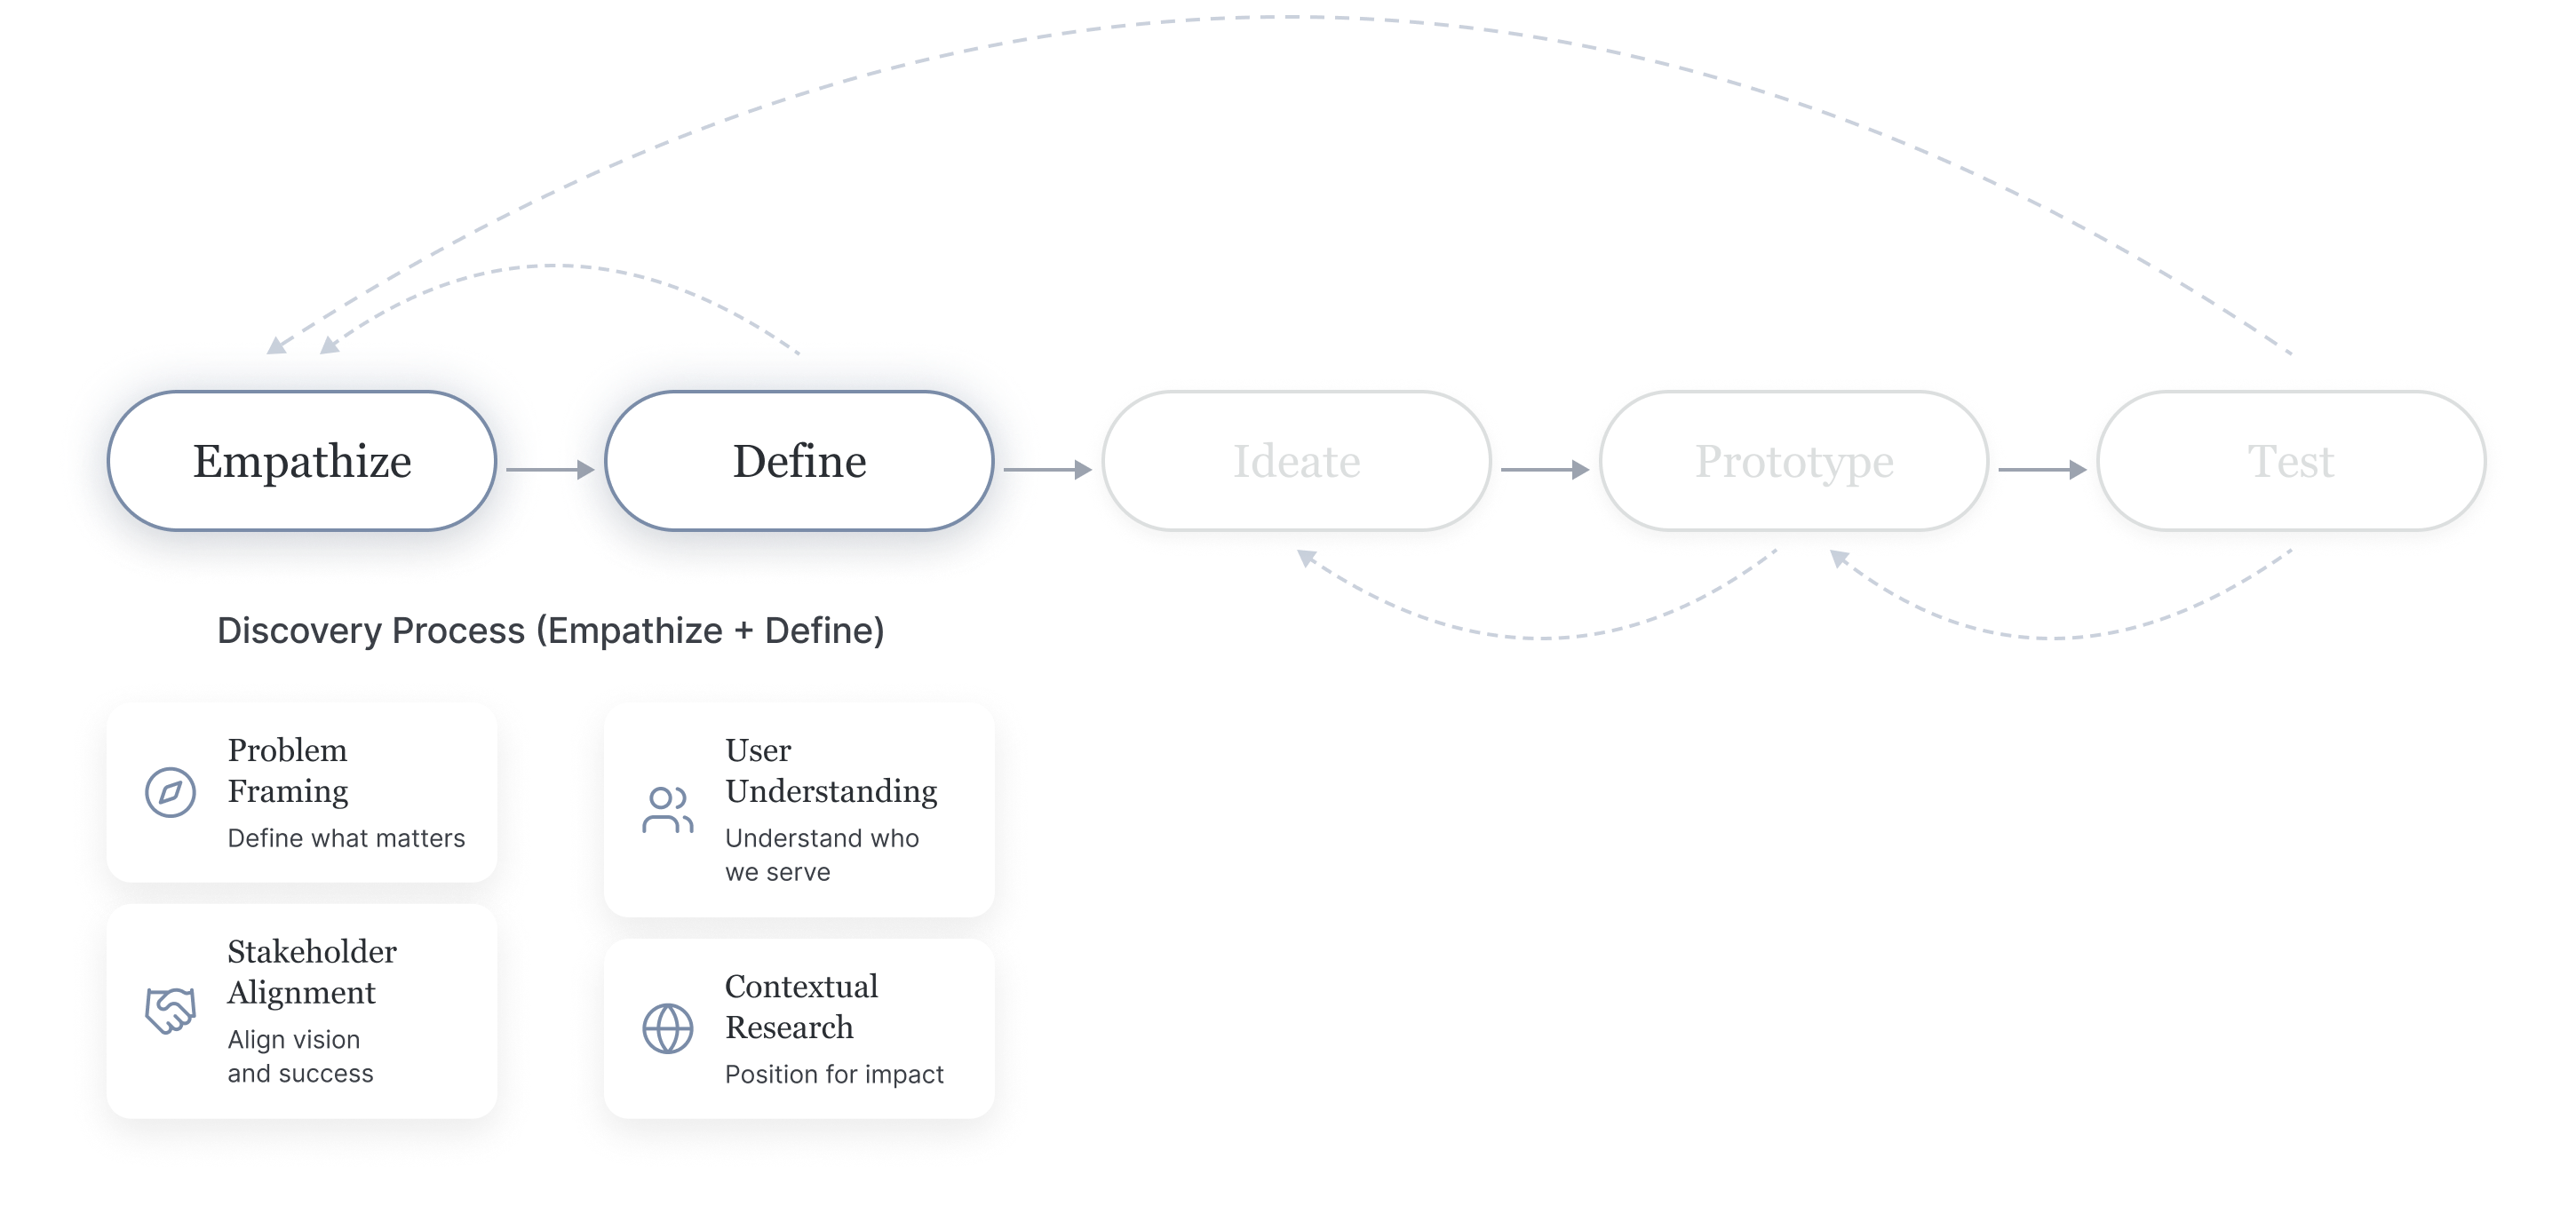 Empathize
Define
Ideate
Prototype
Test
Discovery Process (Empathize + Define)
Problem
Framing
Define what matters
Stakeholder
Alignment
Align vision
and success
User
Understanding
Understand who
we serve
Contextual
Research
Position for impact